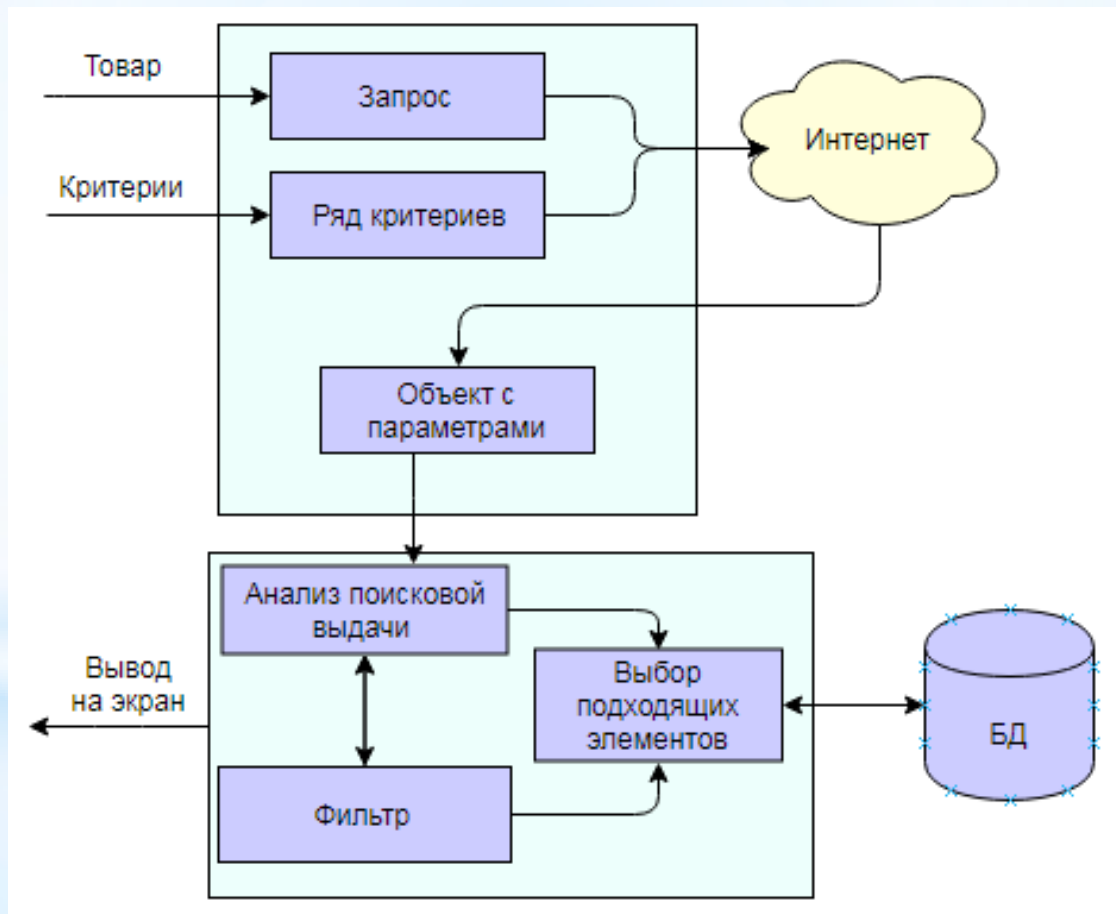 Товар
Запрос
Интернет
Критерии
Ряд критериев
Объект с
параметрами
Анализ поисковой
выдачи
Вывод
на экран
Выбор
подходящих
элементов
БД
Фильтр